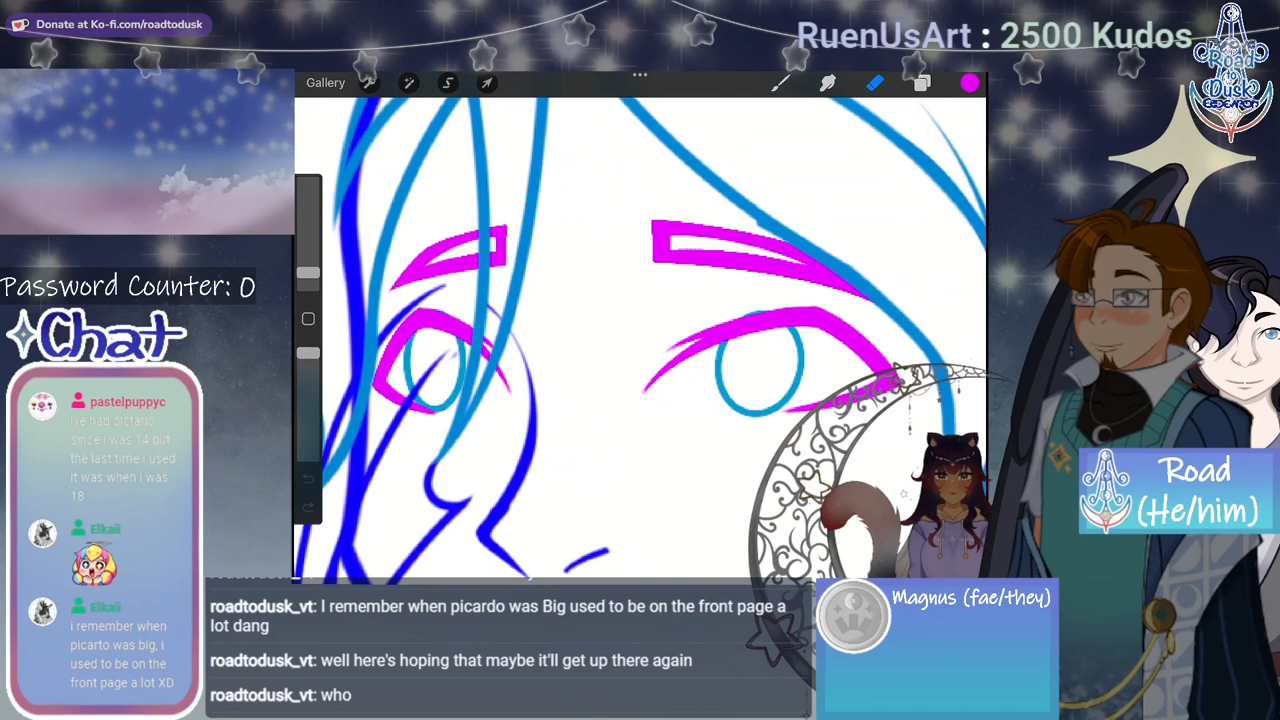 Donate at Ko-fi.com/roadtodusk
RuenUsArt : 2500 Kudos
Road
to
Dusk
Gallery
Password Counter: 0
Chat
pastelpuppyc
ive had pictarto
since i was 14 but
the last time i used
it was when i was
18
Elkaii
Elkaii
i remember when
picarto was big, i
used to be on the
front page a lot XD
roadtodusk_vt: I remember when picardo was Big used to be on the front page a
lot dang
roadtodusk_vt: well here's hoping that maybe it'll get up there again
roadtodusk_vt: who
Magnus (fae/they)
Road
(He/him)